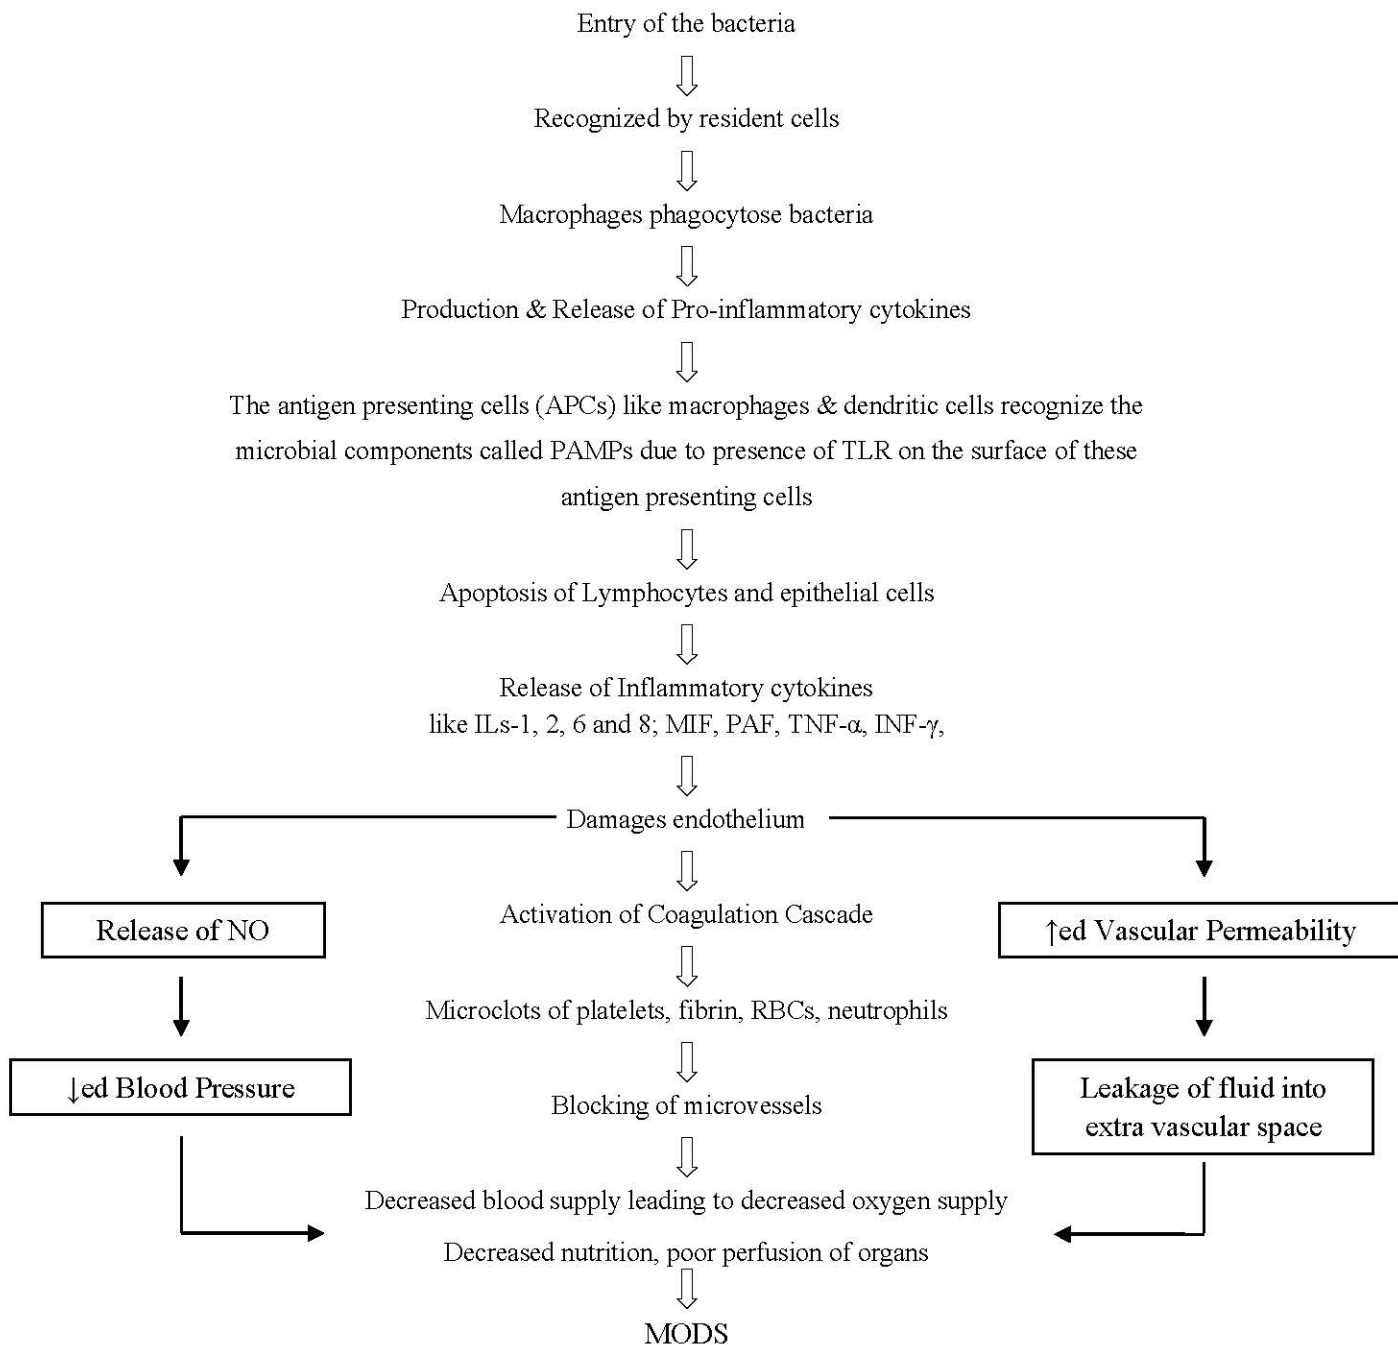 Entry of the bacteria
Recognized by resident cells
Macrophages phagocytose bacteria
Production & Release of Pro-inflammatory cytokines
The antigen presenting cells (APCs) like macrophages & dendritic cells recognize the
microbial components called PAMPs due to presence of TLR on the surface of these
antigen presenting cells
Apoptosis of Lymphocytes and epithelial cells
Release of Inflammatory cytokines
like ILs-1, 2, 6 and 8; MIF, PAF, TNF-α, INF-γ,
Damages endothelium
Release of NO
Activation of Coagulation Cascade
↑ed Vascular Permeability
Microclots of platelets, fibrin, RBCs, neutrophils
↓ed Blood Pressure
Blocking of microvessels
Leakage of fluid into
extra vascular space
Decreased blood supply leading to decreased oxygen supply
Decreased nutrition, poor perfusion of organs
MODS